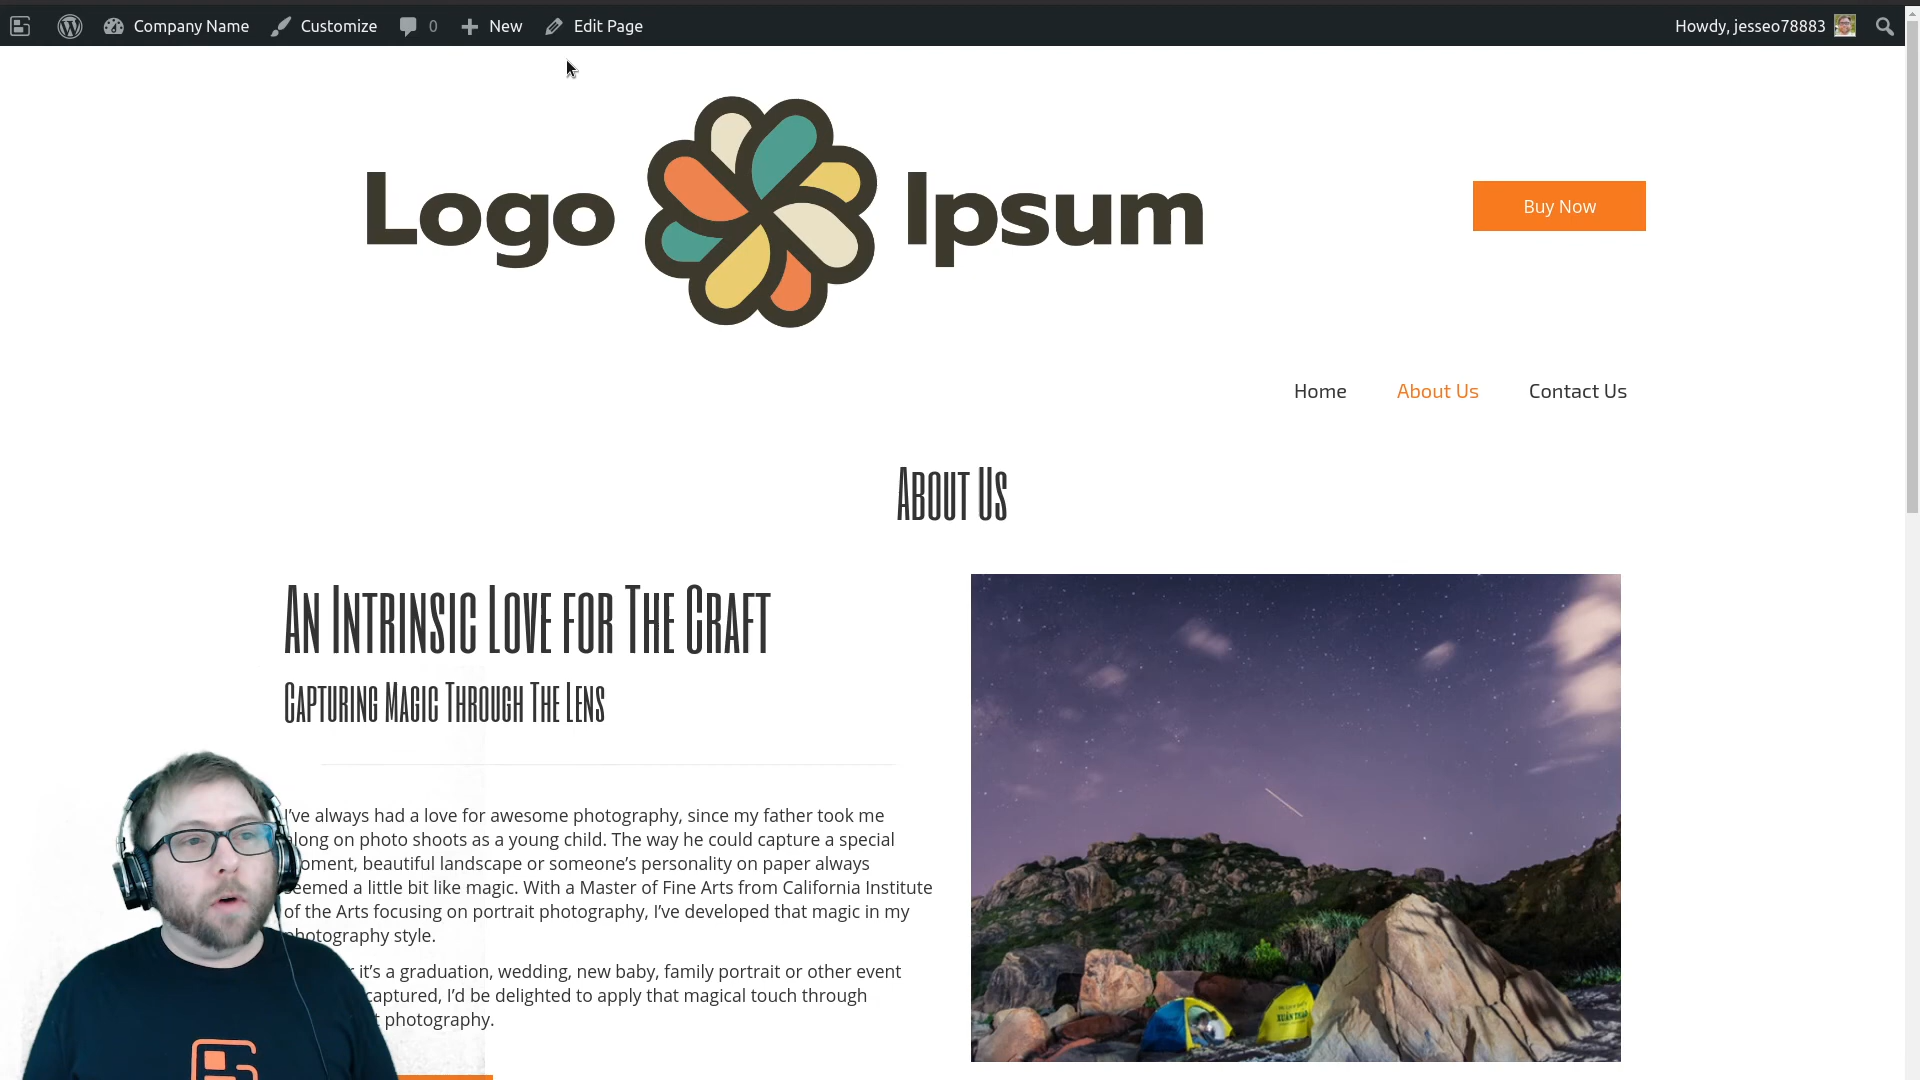 Company Name Customize 0 New Edit Page Howdy, jesseo78883
Logo Ipsum
Buy Now
Home About Us Contact Us
About Us
An Intrinsic Love for The Craft
Capturing Magic Through The Lens
I've always had a love for awesome photography, since my father took me
along on photo shoots as a young child. The way he could capture a special
moment, beautiful landscape or someone's personality on paper always
seemed a little bit like magic. With a Master of Fine Arts from California Institute
of the Arts focusing on portrait photography, I've developed that magic in my
photography style.
it's a graduation, wedding, new baby, family portrait or other event
captured, I'd be delighted to apply that magical touch through
photography.